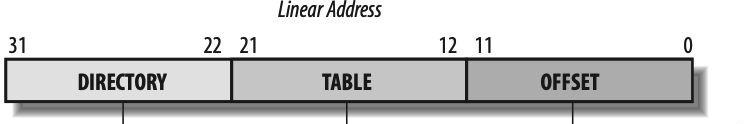 Linear Address
31 22 21 12 11 0
DIRECTORY TABLE OFFSET